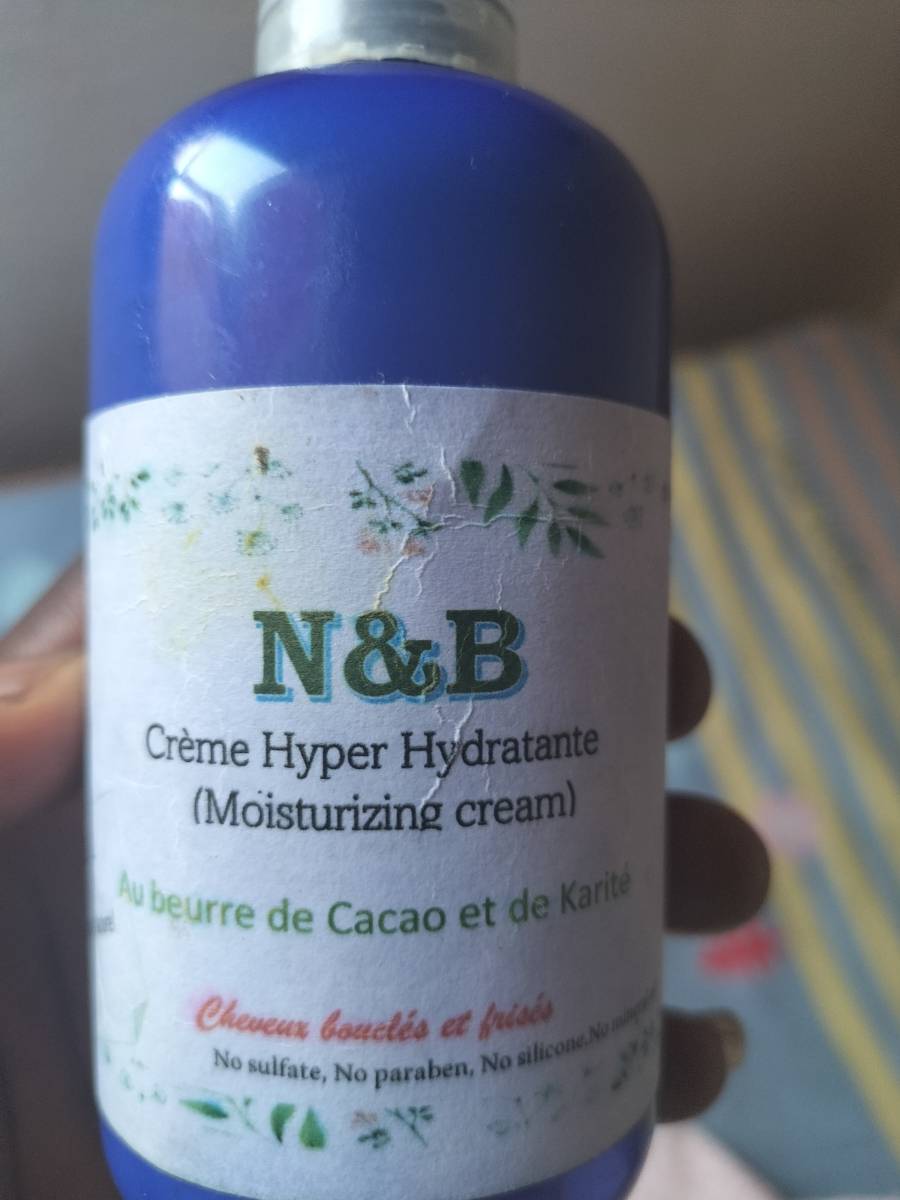 N&B
Crème Hyper Hydratante
(Moisturizing cream)
Au beurre de Cacao et de Karité
Cheveux bouclés et frisés
No sulfate, No paraben, No silicone,No